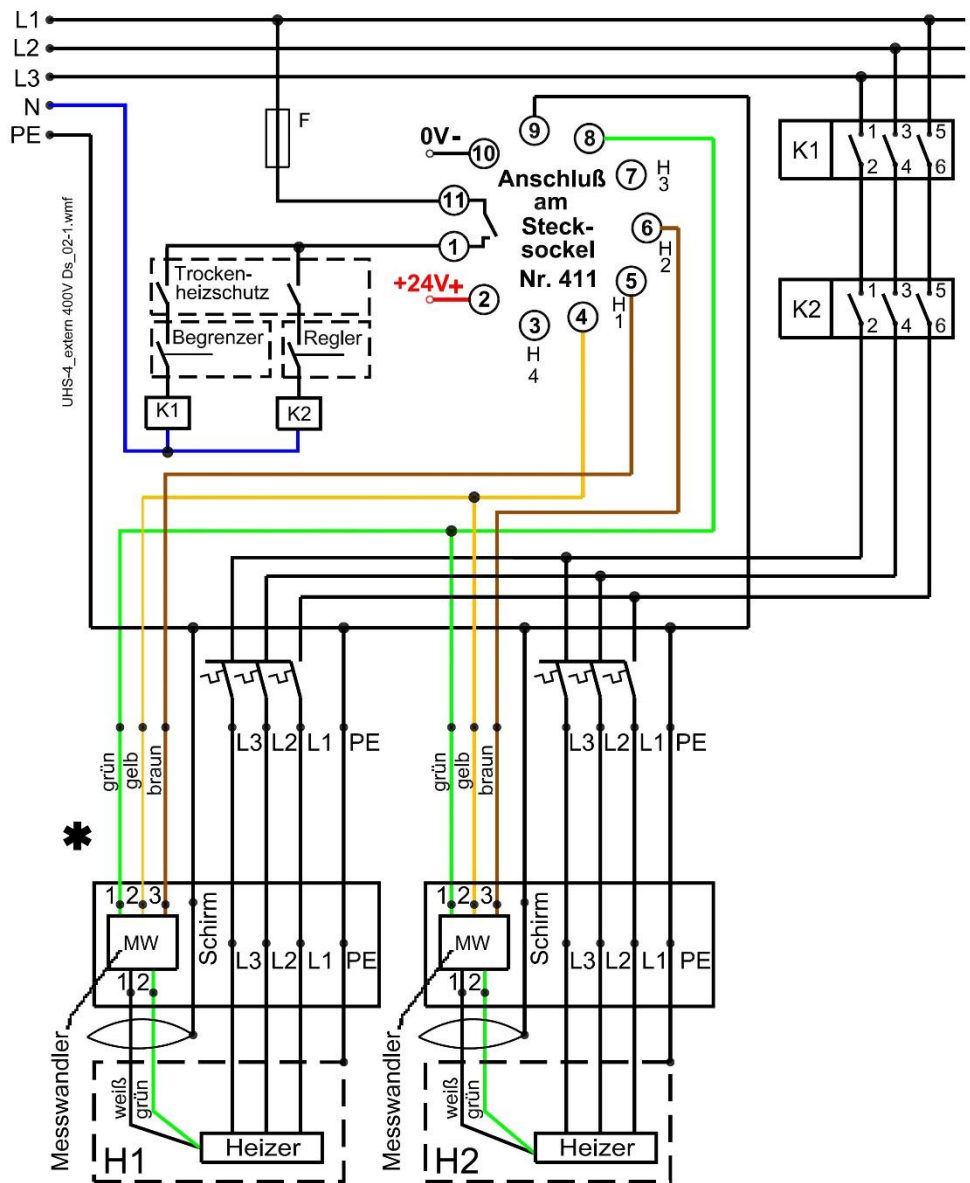 L1
L2
L3
N
PE
UHS-4_extern 400V Ds_02-1.wmf
F
0V -
10
9
8
7
H
3
11
Anschluß
am
Steck-
sockel
Nr. 411
6
H
2
1
5
H
1
+24V+
2
3
H
4
4
K1
1 3 5
2 4 6
K2
1 3 5
2 4 6
Trocken-
heizschutz
Begrenzer
Regler
K1
K2
grün
gelb
braun
L3 L2 L1 PE
grün
gelb
braun
L3 L2 L1 PE
*
1 2 3
MW
Schirm
L3 L2 L1 PE
1 2
Messwandler
weiß
grün
Heizer
H1
1 2 3
MW
Schirm
L3 L2 L1 PE
1 2
Messwandler
weiß
grün
Heizer
H2